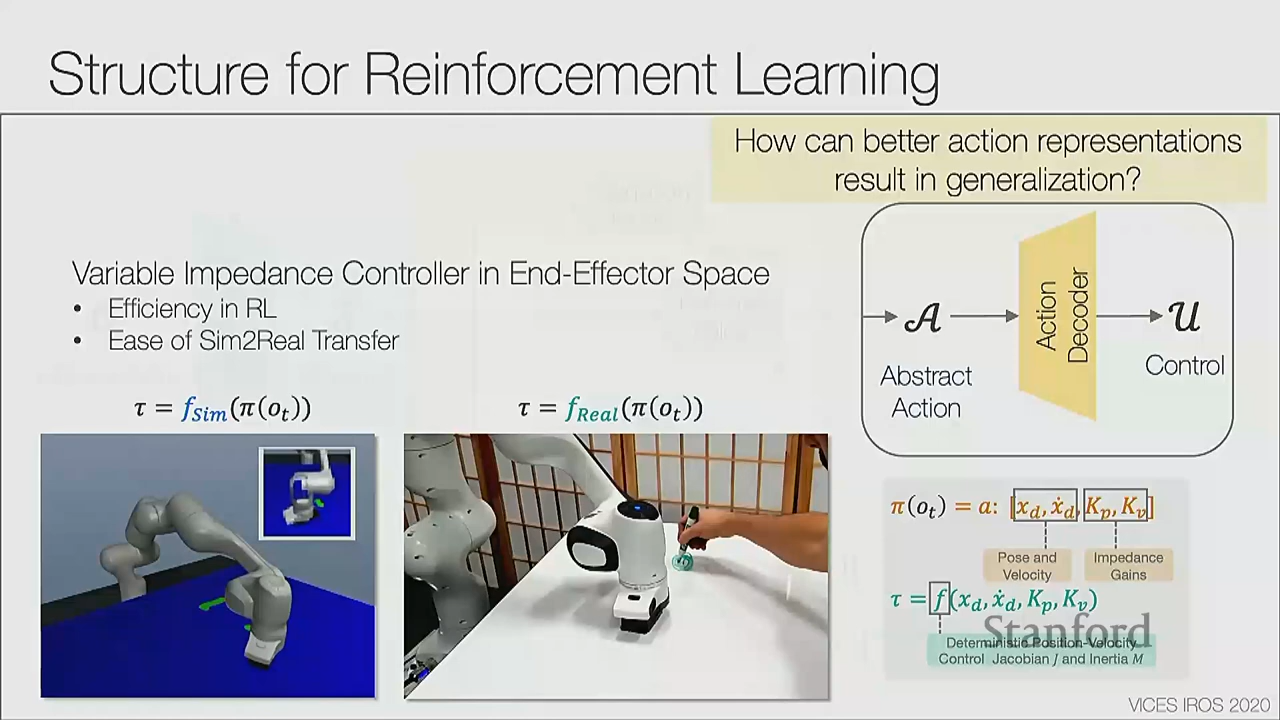 Structure for Reinforcement Learning
How can better action representations
result in generalization?
Variable Impedance Controller in End-Effector Space
• Efficiency in RL
• Ease of Sim2Real Transfer
τ = f_Sim(π(o_t))
τ = f_Real(π(o_t))
𝒜
Abstract
Action
Action
Decoder
𝒰
Control
π(o_t) = a: [x_d, ẋ_d, K_p, K_v]
Pose and
Velocity
Impedance
Gains
τ = f(x_d, ẋ_d, K_p, K_v)
Stanford
Deterministic Position-Velocity
Control Jacobian J and Inertia M
VICES IROS 2020